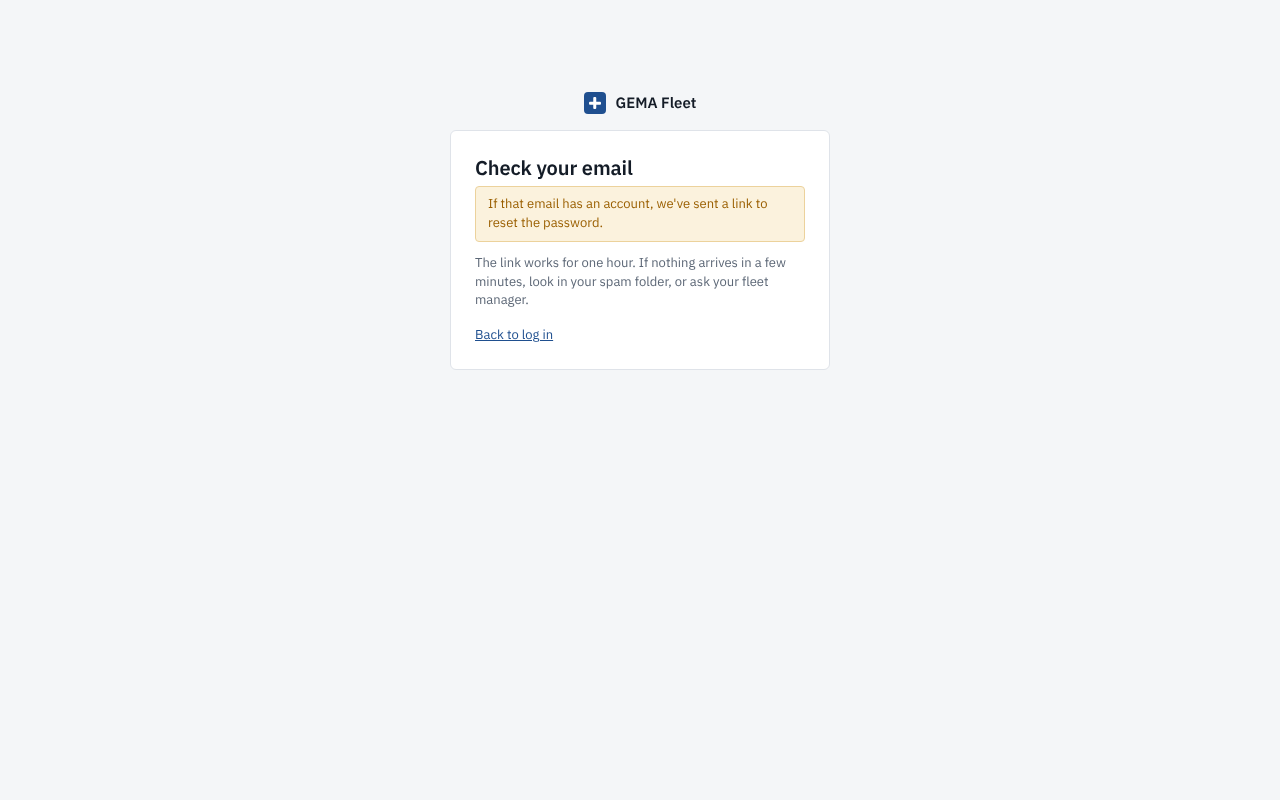 GEMA Fleet
Check your email
If that email has an account, we've sent a link to
reset the password.
The link works for one hour. If nothing arrives in a few
minutes, look in your spam folder, or ask your fleet
manager.
Back to log in